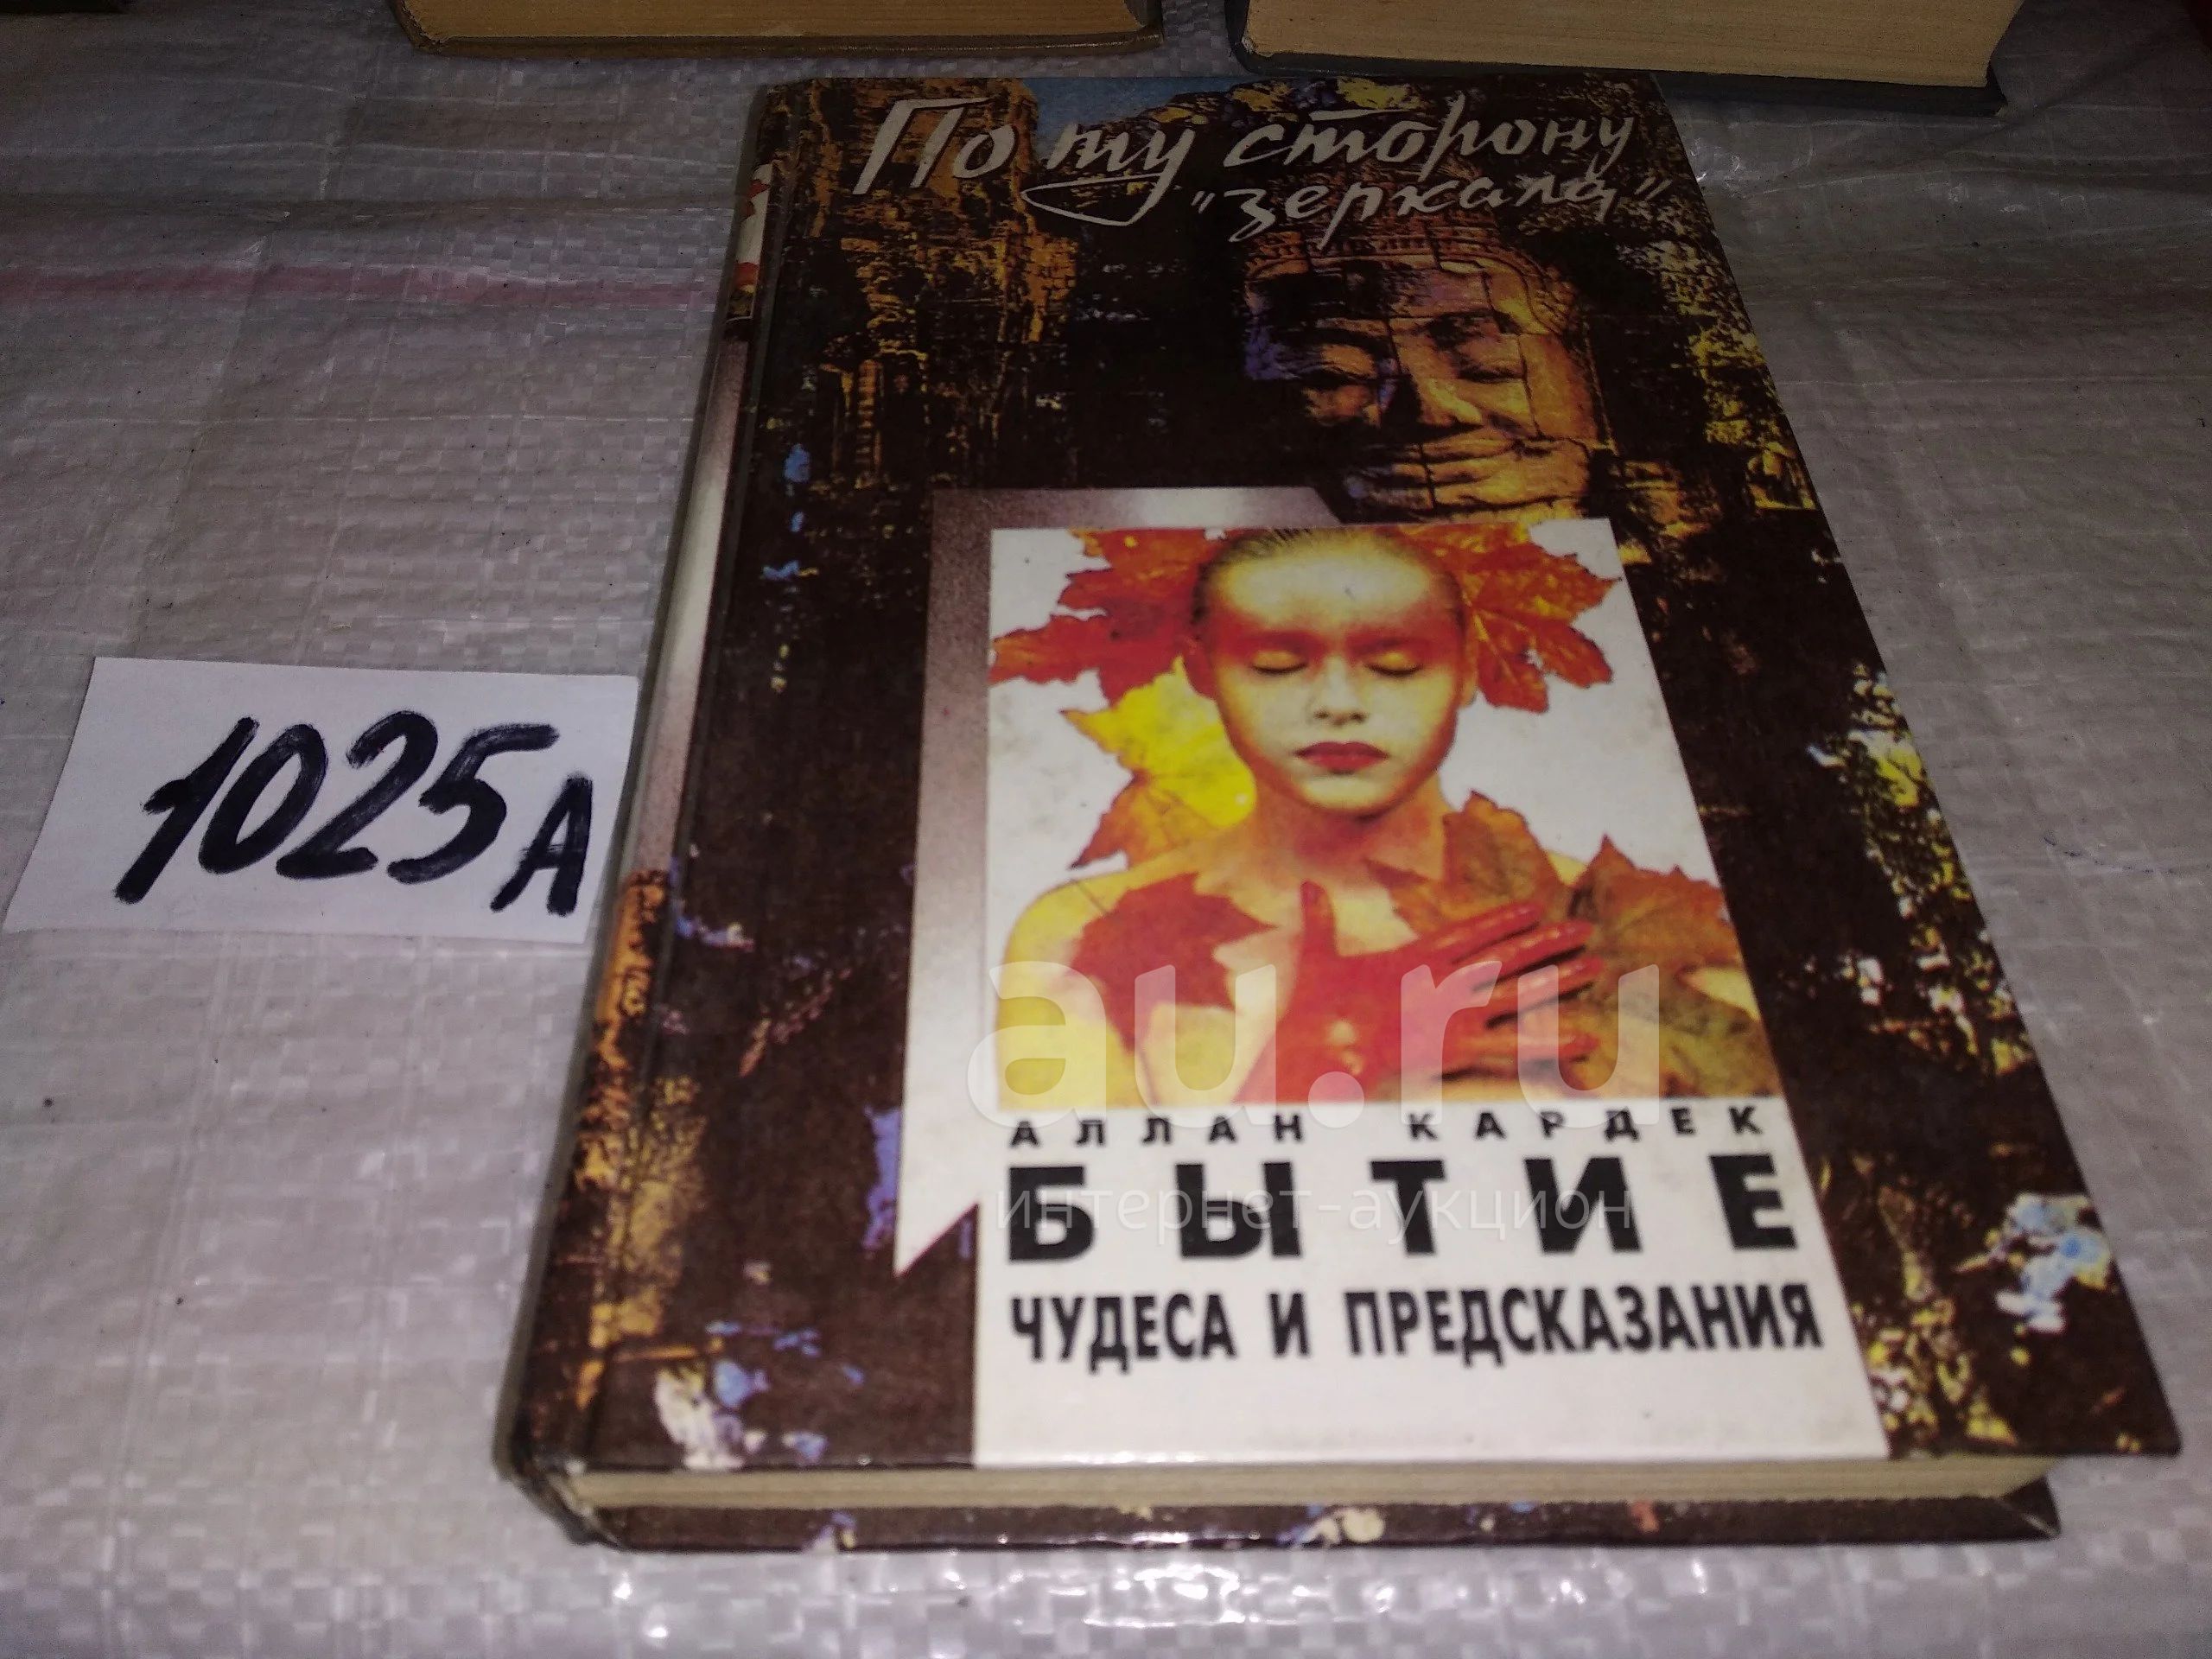 По ту сторону
"зеркала"
1025А
au.ru
АЛЛАН КАРДЕК
БЫТИЕ
интернет-аукцион
ЧУДЕСА И ПРЕДСКАЗАНИЯ